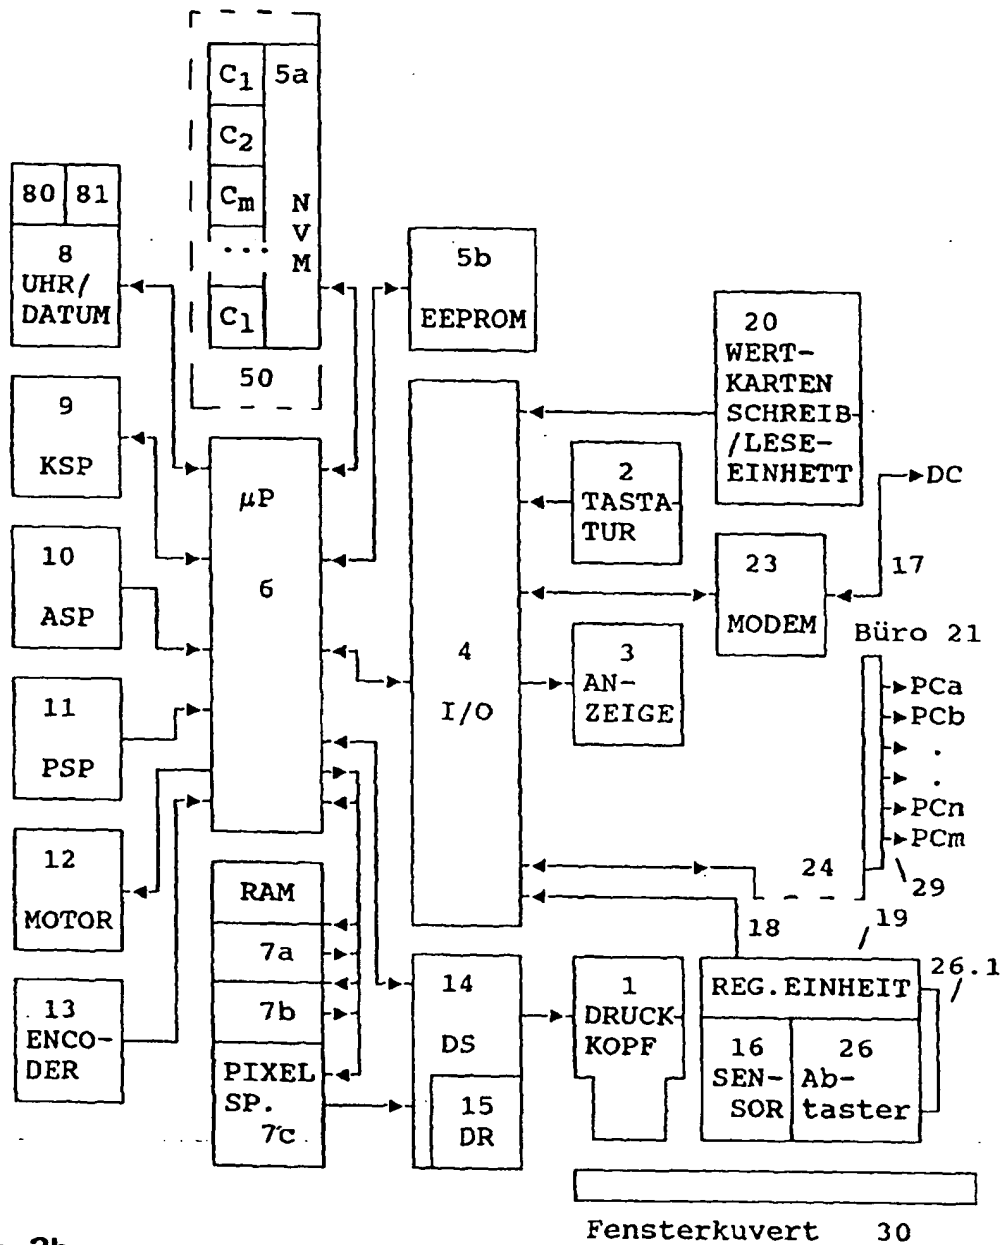 C1
5a
C2
Cm
NVM
...
C1
50
80
81
8
UHR/
DATUM
9
KSP
10
ASP
11
PSP
12
MOTOR
13
ENCO-
DER
µP
6
RAM
7a
7b
PIXEL
SP.
7c
5b
EEPROM
4
I/O
14
DS
15
DR
20
WERT-
KARTEN
SCHREIB-
/LESE-
EINHETT
2
TASTA-
TUR
23
MODEM
DC
17
3
AN-
ZEIGE
Büro 21
PCa
PCb
.
.
PCn
PCm
24
29
18
19
1
DRUCK-
KOPF
REG.EINHEIT
26.1
16
SEN-
SOR
26
Ab-
taster
Fensterkuvert 30
2b